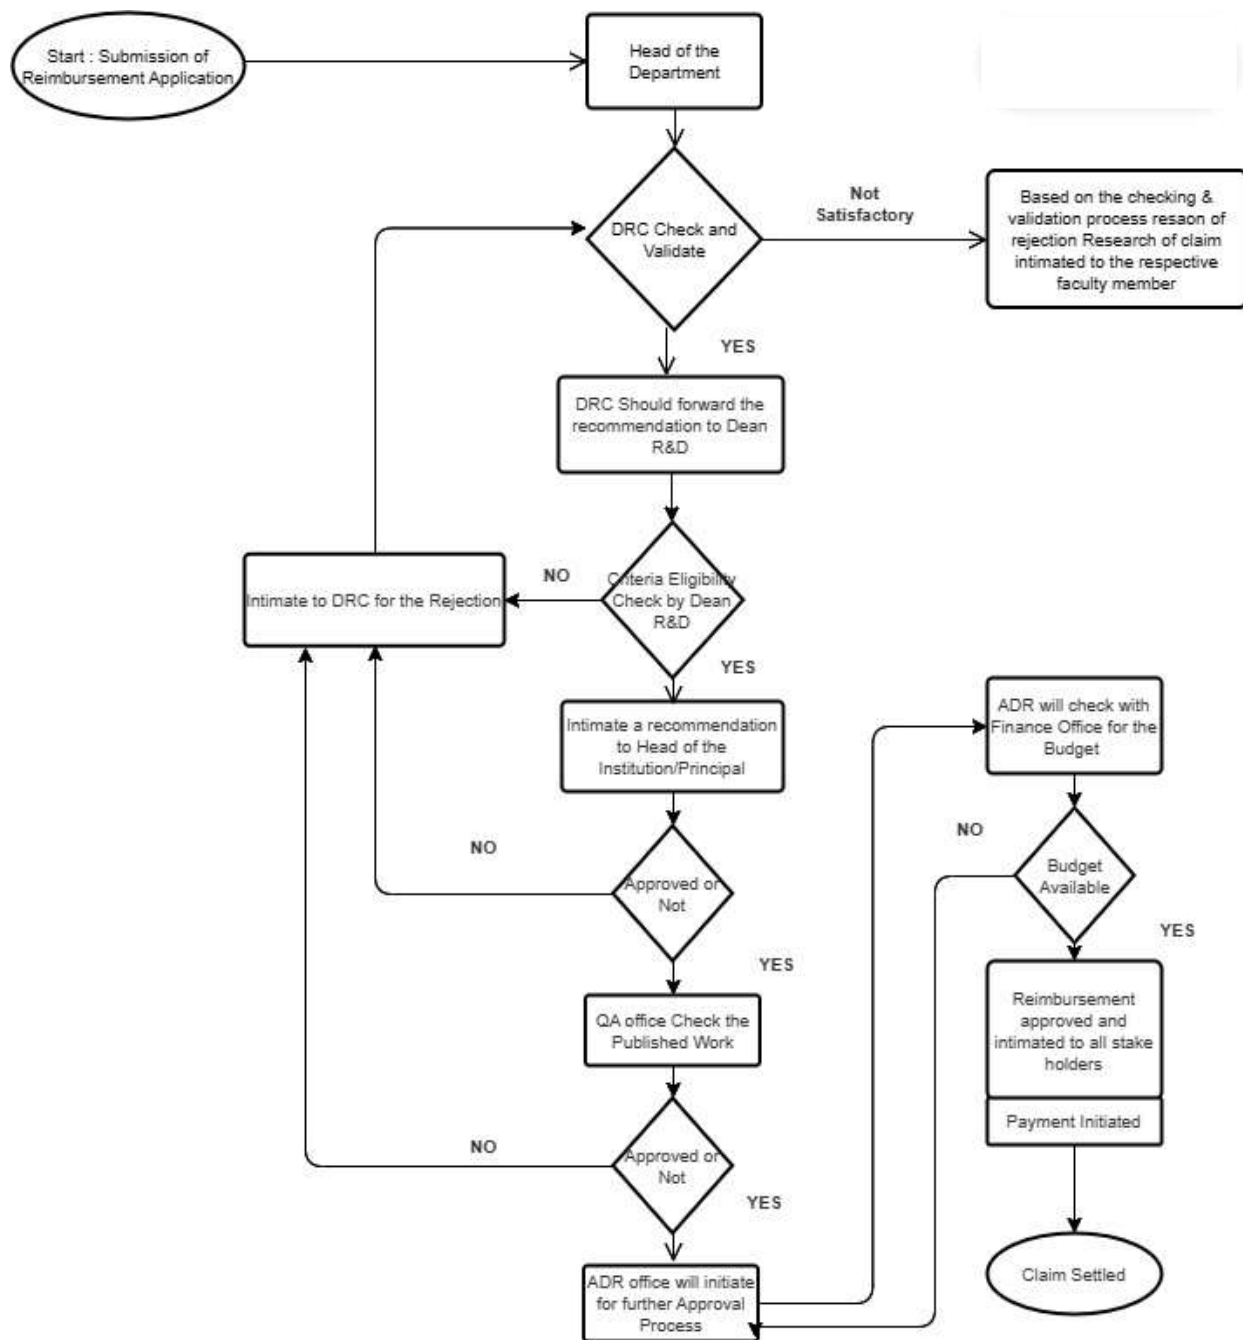 Start : Submission of
Reimbursement Application
Head of the
Department
DRC Check and
Validate
Not
Satisfactory
Based on the checking &
validation process resaon of
rejection Research of claim
intimated to the respective
faculty member
YES
DRC Should forward the
recommendation to Dean
R&D
Criteria Eligibility
Check by Dean
R&D
NO
Intimate to DRC for the Rejection
YES
Intimate a recommendation
to Head of the
Institution/Principal
Approved or
Not
NO
YES
QA office Check the
Published Work
Approved or
Not
NO
YES
ADR office will initiate
for further Approval
Process
ADR will check with
Finance Office for the
Budget
NO
Budget
Available
YES
Reimbursement
approved and
intimated to all stake
holders
Payment Initiated
Claim Settled